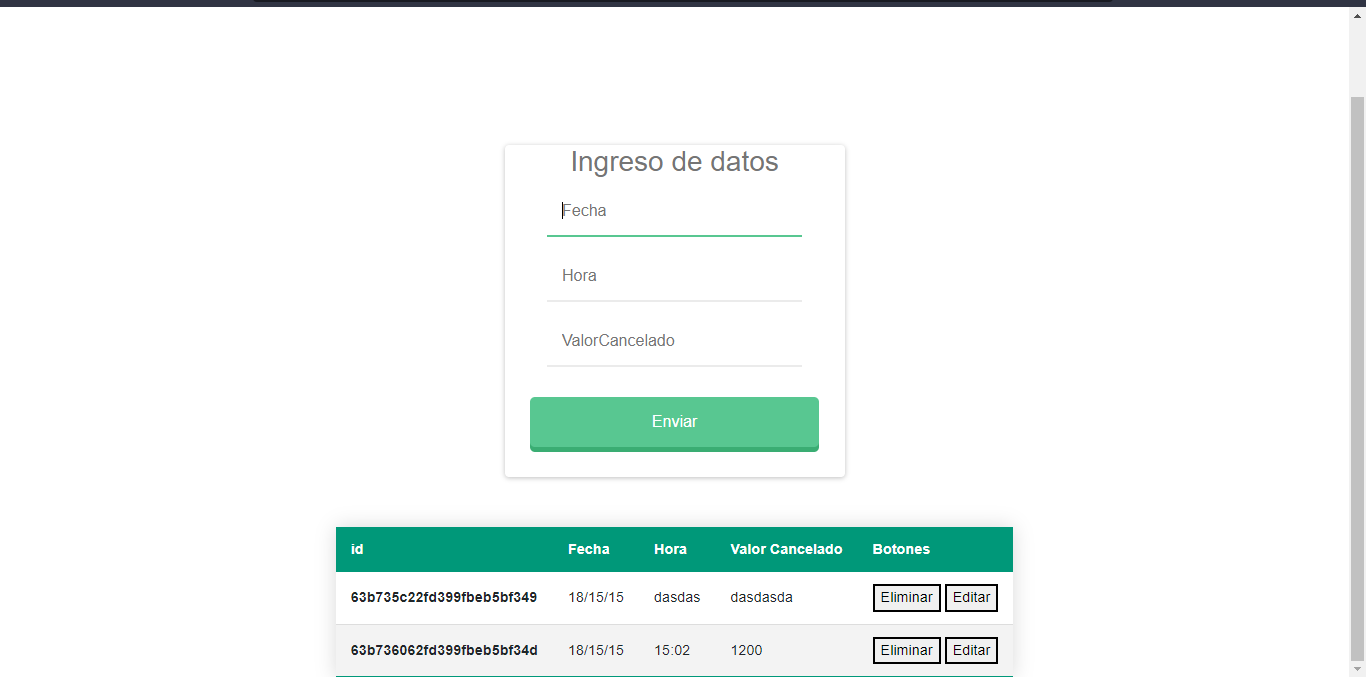 Ingreso de datos
Fecha
Hora
ValorCancelado
Enviar
id Fecha Hora Valor Cancelado Botones
63b735c22fd399fbeb5bf349 18/15/15 dasdas dasdasda Eliminar Editar
63b736062fd399fbeb5bf34d 18/15/15 15:02 1200 Eliminar Editar